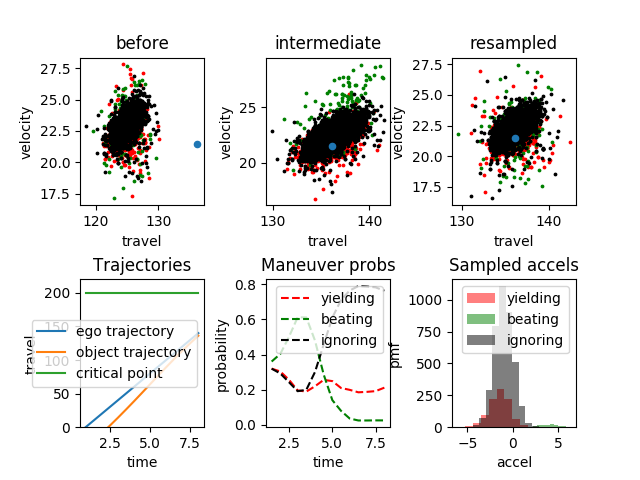 before
intermediate
resampled
27.5
25.0
22.5
20.0
17.5
velocity
120
130
travel
25
20
velocity
130
140
travel
27.5
25.0
22.5
20.0
17.5
velocity
130
140
travel
Trajectories
Maneuver probs
Sampled accels
200
150
100
50
0
travel
ego trajectory
object trajectory
critical point
2.5
5.0
7.5
time
0.8
0.6
0.4
0.2
0.0
probability
yielding
beating
ignoring
2.5
5.0
7.5
time
1000
750
500
250
0
pmf
yielding
beating
ignoring
−5
0
5
accel